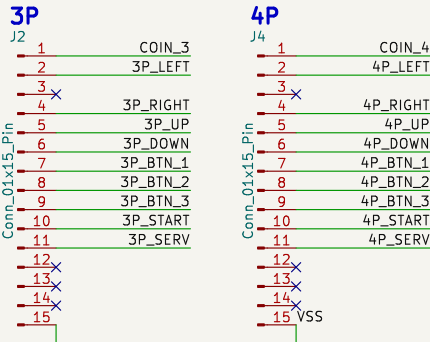 3P
J2
Conn_01x15_Pin
1 COIN_3
2 3P_LEFT
3
4 3P_RIGHT
5 3P_UP
6 3P_DOWN
7 3P_BTN_1
8 3P_BTN_2
9 3P_BTN_3
10 3P_START
11 3P_SERV
12
13
14
15
4P
J4
Conn_01x15_Pin
1 COIN_4
2 4P_LEFT
3
4 4P_RIGHT
5 4P_UP
6 4P_DOWN
7 4P_BTN_1
8 4P_BTN_2
9 4P_BTN_3
10 4P_START
11 4P_SERV
12
13
14
15 VSS